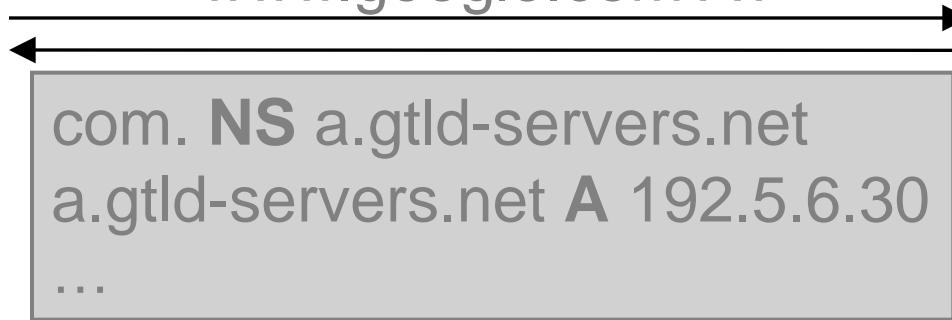 com. NS a.gtld-servers.net
a.gtld-servers.net A 192.5.6.30
…